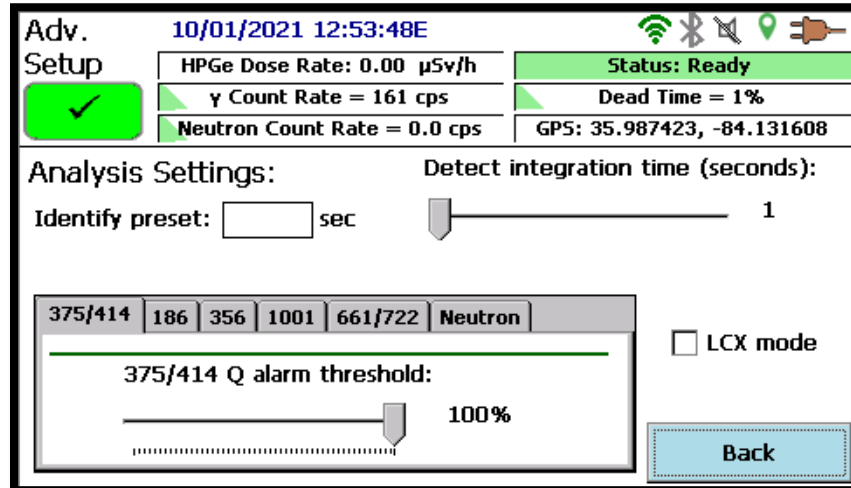 Adv. Setup
10/01/2021 12:53:48E
HPGe Dose Rate: 0.00 µSv/h
Status: Ready
γ Count Rate = 161 cps
Dead Time = 1%
Neutron Count Rate = 0.0 cps
GPS: 35.987423, -84.131608
Analysis Settings:
Detect integration time (seconds):
Identify preset: sec
1
375/414 186 356 1001 661/722 Neutron
LCX mode
375/414 Q alarm threshold:
100%
Back